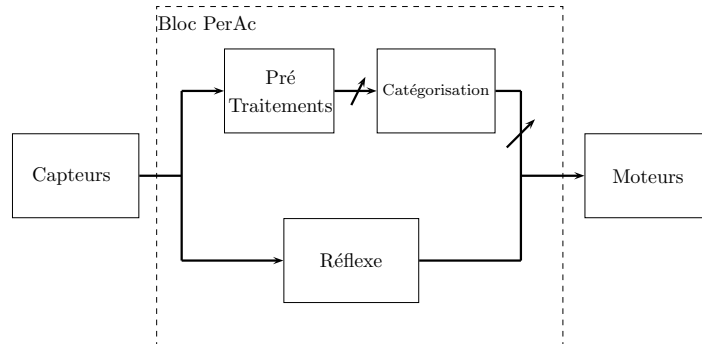 Bloc PerAc
Pré
Traitements
Catégorisation
Capteurs
Moteurs
Réflexe